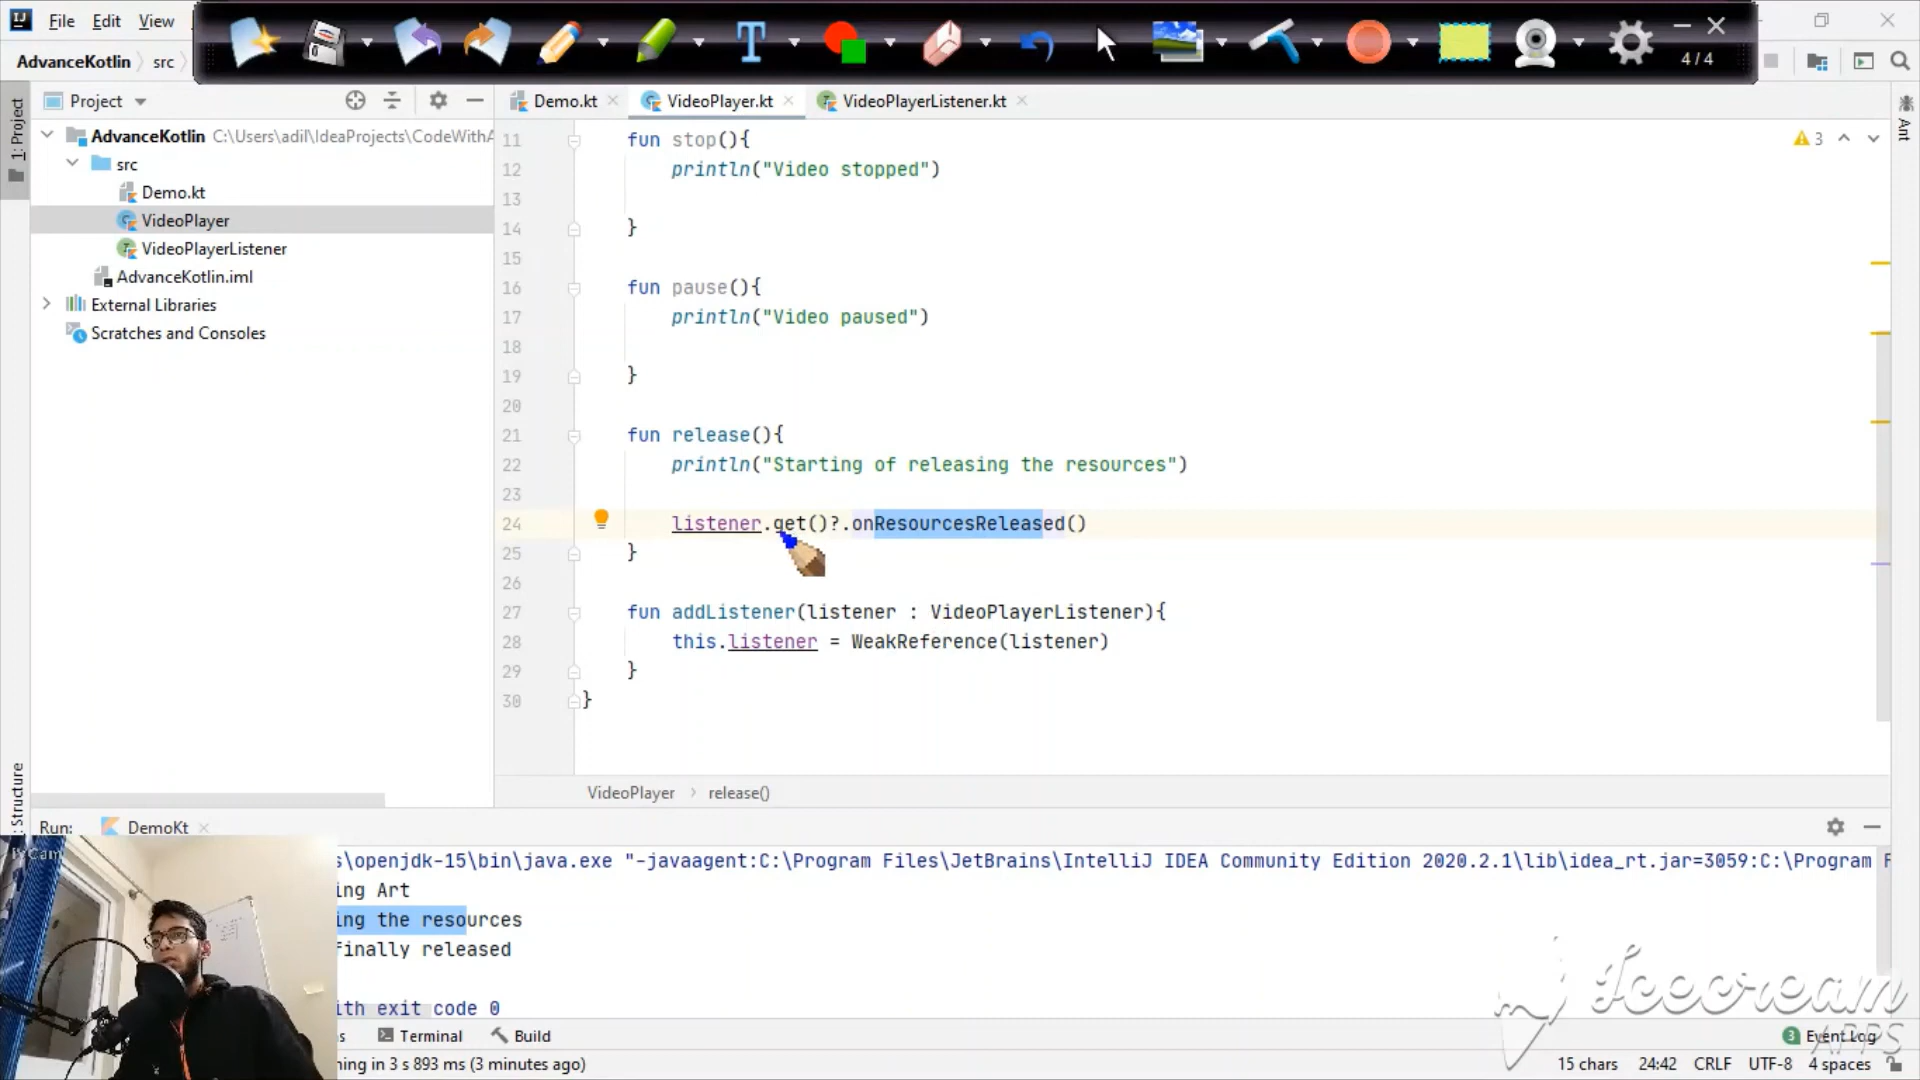 File Edit View
4/4
AdvanceKotlin
src
Project
Demo.kt
VideoPlayer.kt
VideoPlayerListener.kt
1: Project
Ant
AdvanceKotlin C:\Users\adil\IdeaProjects\CodeWithA
src
Demo.kt
VideoPlayer
VideoPlayerListener
AdvanceKotlin.iml
External Libraries
Scratches and Consoles
3
11 fun stop(){
12 println("Video stopped")
13
14 }
15
16 fun pause(){
17 println("Video paused")
18
19 }
20
21 fun release(){
22 println("Starting of releasing the resources")
23
24 listener.get()?.onResourcesReleased()
25 }
26
27 fun addListener(listener : VideoPlayerListener){
28 this.listener = WeakReference(listener)
29 }
30 }
VideoPlayer > release()
Structure
Run: DemoKt
s\openjdk-15\bin\java.exe "-javaagent:C:\Program Files\JetBrains\IntelliJ IDEA Community Edition 2020.2.1\lib\idea_rt.jar=3059:C:\Program F
ing Art
ing the resources
finally released
ith exit code 0
Terminal
Build
3 Event Log
ning in 3 s 893 ms (3 minutes ago)
15 chars 24:42 CRLF UTF-8 4 spaces
Icecream
APPS